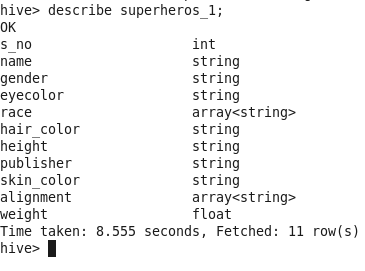 hive> describe superheros_1;
OK
s_no int
name string
gender string
eyecolor string
race array<string>
hair_color string
height string
publisher string
skin_color string
alignment array<string>
weight float
Time taken: 8.555 seconds, Fetched: 11 row(s)
hive>